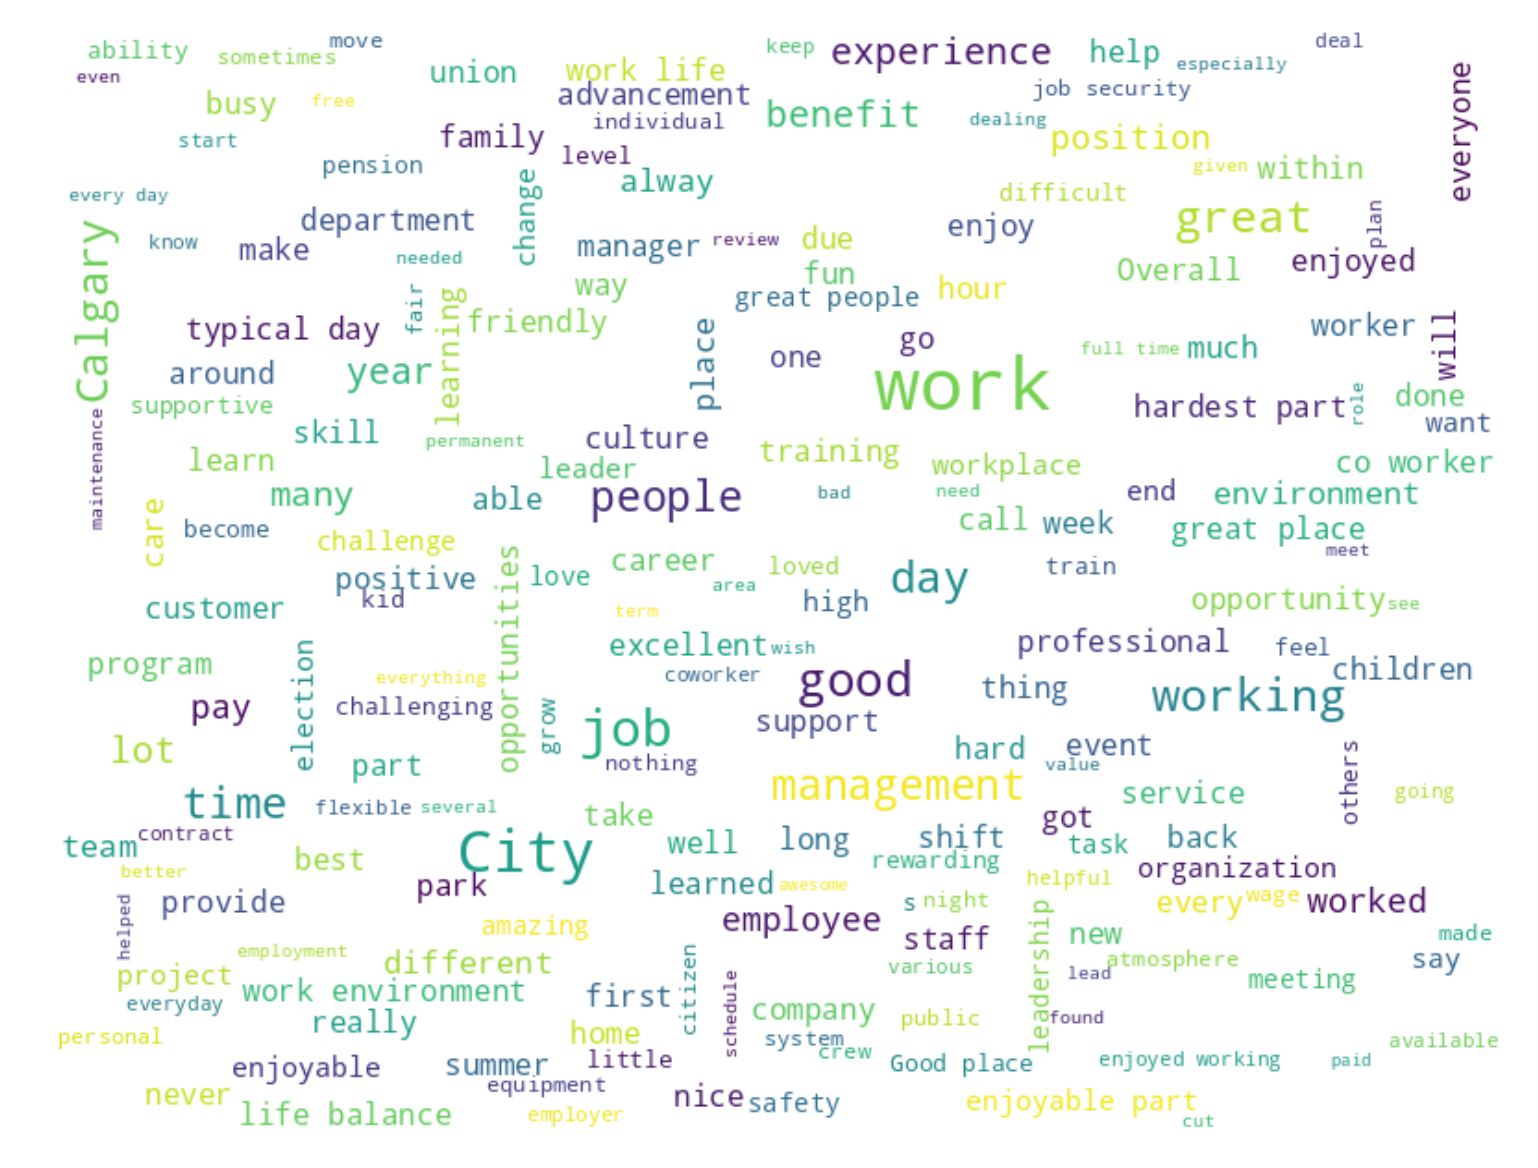 move
deal
ability
sometimes
keep
experience
help
especially
even
union
work life
everyone
busy
free
advancement
benefit
job security
individual
dealing
start
family
level
position
pension
alway
given
within
every day
change
difficult
department
great
plan
know
make
needed
manager
review
due
enjoy
Calgary
fun
Overall
enjoyed
way
great people
hour
fair
learning
friendly
typical day
place
one
go
worker
will
full time
much
around
year
work
supportive
hardest part
role
done
want
skill
permanent
culture
training
maintenance
learn
leader
workplace
co worker
many
able
people
bad
need
end
environment
care
become
challenge
call
week
great place
meet
positive
kid
opportunities
love
career
area
loved
day
train
high
customer
term
opportunity
see
program
election
excellent
wish
professional
feel
children
everything
coworker
good
thing
working
pay
challenging
grow
job
support
lot
part
nothing
hard
event
value
others
management
service
going
time
flexible
several
take
contract
team
City
well
long
shift
got
task
back
better
best
park
learned
awesome
rewarding
helpful
organization
helped
provide
amazing
employee
s
night
every
wage
worked
employment
different
staff
leadership
new
made
project
work environment
citizen
various
lead
atmosphere
say
meeting
everyday
first
schedule
company
public
found
personal
really
home
system
crew
available
enjoyable
summer
little
Good place
enjoyed working
paid
equipment
never
life balance
employer
nice
safety
enjoyable part
cut